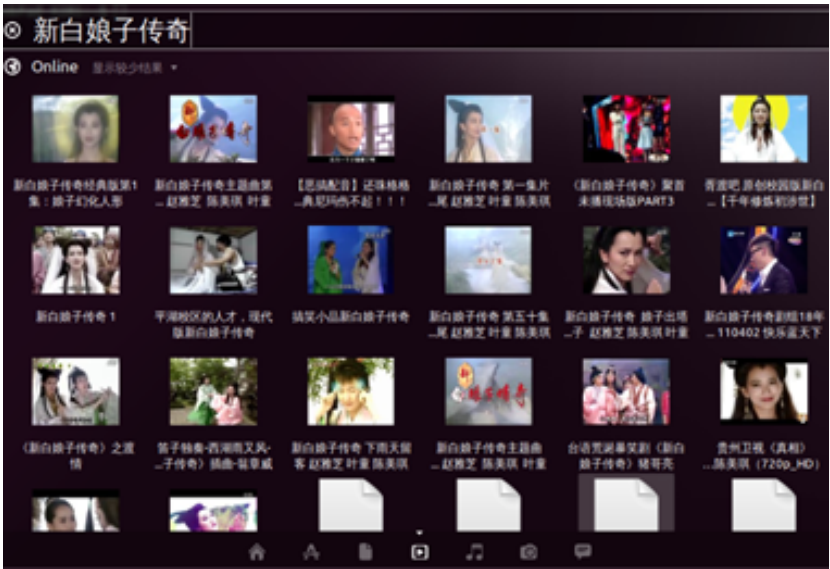 新白娘子传奇
Online 显示较少结果
新白娘子传奇经典版第1
集：娘子幻化人形
新白娘子传奇主题曲第
... 赵雅芝 陈美琪 叶童
【恶搞配音】还珠格格
...典尼玛伤不起！！！
新白娘子传奇 第一集片
...尾 赵雅芝 叶童 陈美琪
《新白娘子传奇》聚首
未播现场版PART3
胥渡吧 原创校园版新白
...【千年修炼初涉世】
新白娘子传奇 1
平湖校区的人才，现代
版新白娘子传奇
搞笑小品新白娘子传奇
新白娘子传奇 第五十集
...尾 赵雅芝 叶童 陈美琪
新白娘子传奇 娘子出塔
...子 赵雅芝 陈美琪 叶童
新白娘子传奇剧组18年
... 110402 快乐蓝天下
《新白娘子传奇》之渡
情
笛子独奏-西湖雨又风-
...子传奇》插曲-翁章威
新白娘子传奇 下雨天留
客 赵雅芝 叶童 陈美琪
新白娘子传奇主题曲
... 赵雅芝 陈美琪 叶童
台语荒诞暴笑剧《新白
娘子传奇》猪哥亮
贵州卫视《真相》
...陈美琪（720p_HD）